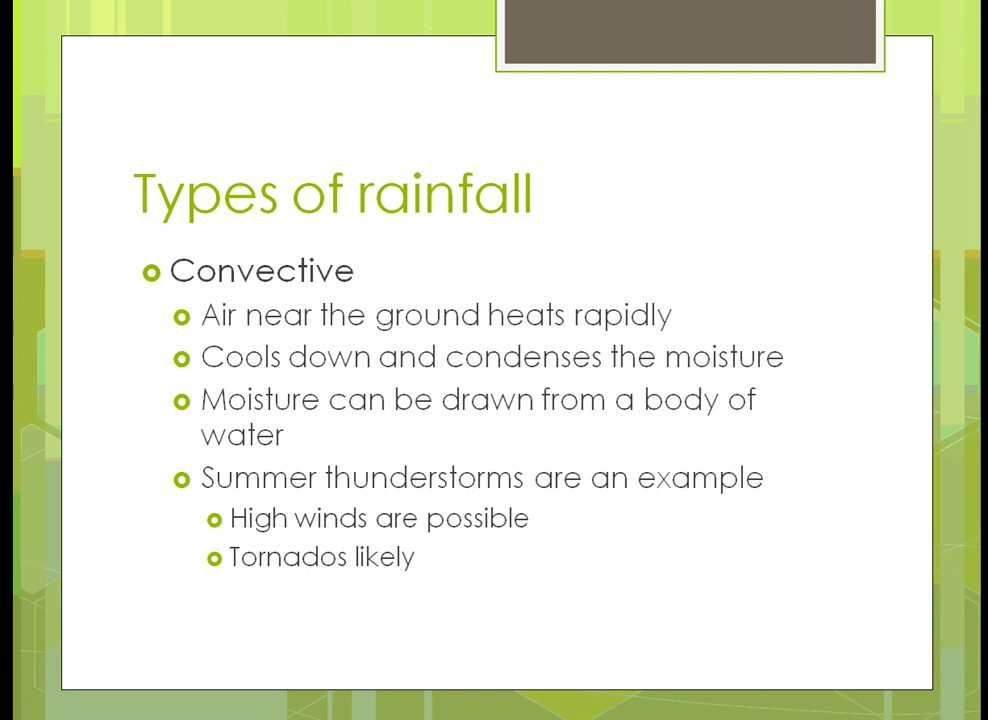 Types of rainfall
Convective
Air near the ground heats rapidly
Cools down and condenses the moisture
Moisture can be drawn from a body of
water
Summer thunderstorms are an example
High winds are possible
Tornados likely